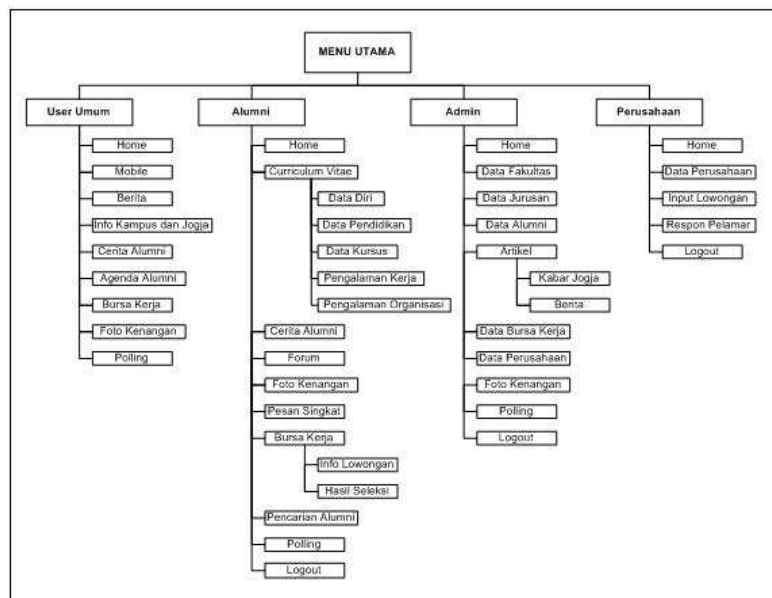 MENU UTAMA
User Umum
Home
Mobile
Berita
Info Kampus dan Jogja
Cerita Alumni
Agenda Alumni
Bursa Kerja
Foto Kenangan
Polling
Alumni
Home
Curriculum Vitae
Data Diri
Data Pendidikan
Data Kursus
Pengalaman Kerja
Pengalaman Organisasi
Cerita Alumni
Forum
Foto Kenangan
Pesan Singkat
Bursa Kerja
Info Lowongan
Hasil Seleksi
Pencarian Alumni
Polling
Logout
Admin
Home
Data Fakultas
Data Jurusan
Data Alumni
Artikel
Kabar Jogja
Berita
Data Bursa Kerja
Data Perusahaan
Foto Kenangan
Polling
Logout
Perusahaan
Home
Data Perusahaan
Input Lowongan
Respon Pelamar
Logout